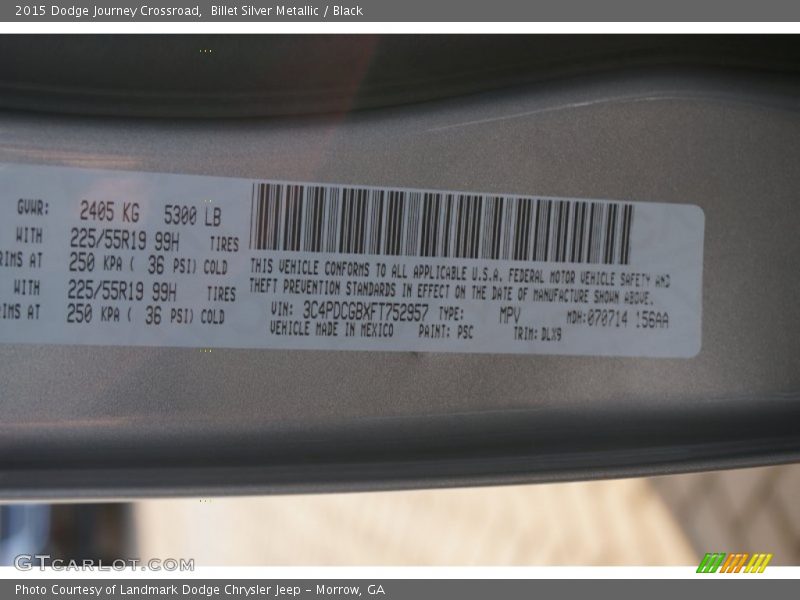 2015 Dodge Journey Crossroad, Billet Silver Metallic / Black
GVWR: 2405 KG 5300 LB
WITH 225/55R19 99H TIRES
RIMS AT 250 KPA ( 36 PSI) COLD
WITH 225/55R19 99H TIRES
RIMS AT 250 KPA ( 36 PSI) COLD
THIS VEHICLE CONFORMS TO ALL APPLICABLE U.S.A. FEDERAL MOTOR VEHICLE SAFETY AND
THEFT PREVENTION STANDARDS IN EFFECT ON THE DATE OF MANUFACTURE SHOWN ABOVE.
VIN: 3C4PDCGBXFT752957 TYPE: MPV MDH:070714 156AA
VEHICLE MADE IN MEXICO PAINT: PSC TRIM: DLX9
GTCARLOT.COM
Photo Courtesy of Landmark Dodge Chrysler Jeep - Morrow, GA